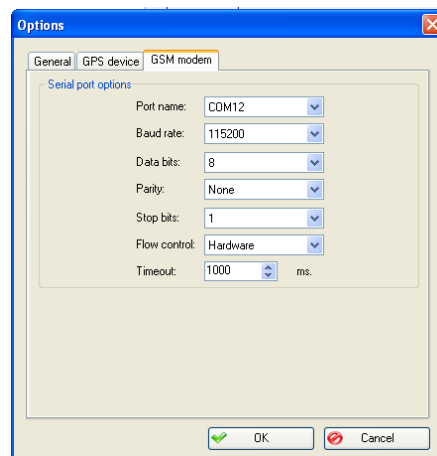 Options
General GPS device GSM modem
Serial port options
Port name: COM12
Baud rate: 115200
Data bits: 8
Parity: None
Stop bits: 1
Flow control: Hardware
Timeout: 1000 ms.
OK Cancel